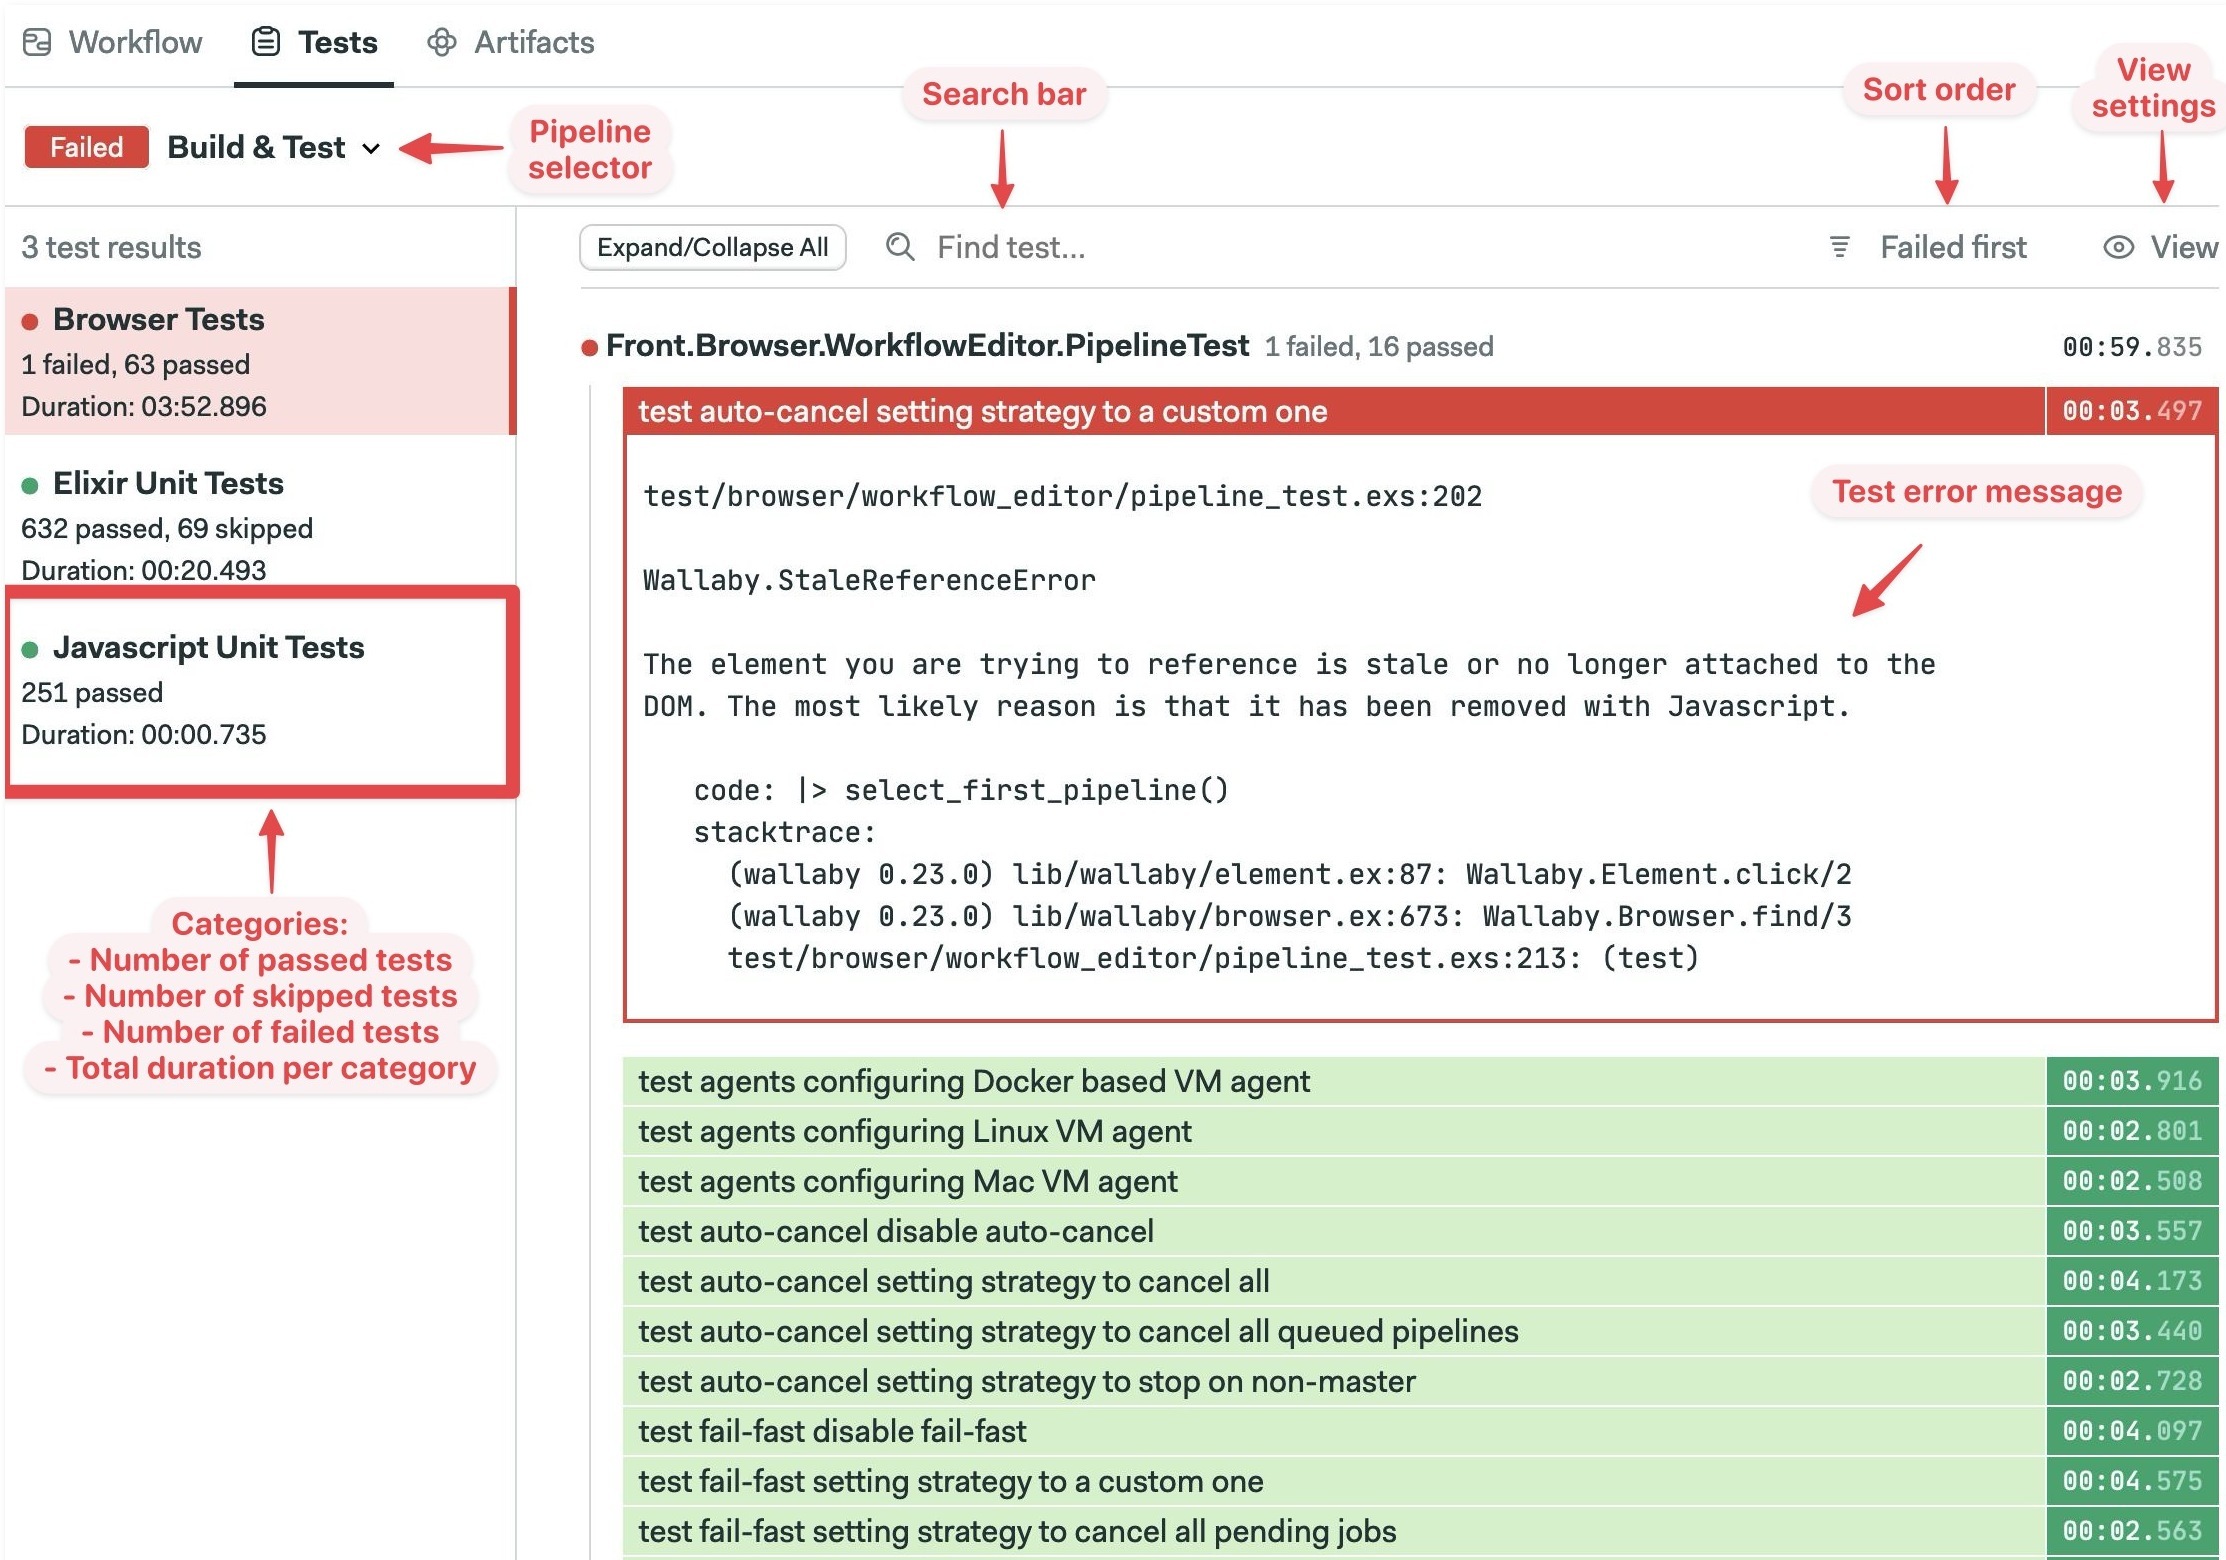 Workflow
Tests
Artifacts
Search bar
Sort order
View
settings
Failed
Build & Test
Pipeline
selector
3 test results
Expand/Collapse All
Find test...
Failed first
View
Browser Tests
1 failed, 63 passed
Duration: 03:52.896
Elixir Unit Tests
632 passed, 69 skipped
Duration: 00:20.493
Javascript Unit Tests
251 passed
Duration: 00:00.735
Categories:
- Number of passed tests
- Number of skipped tests
- Number of failed tests
- Total duration per category
Front.Browser.WorkflowEditor.PipelineTest 1 failed, 16 passed 00:59.835
test auto-cancel setting strategy to a custom one 00:03.497
test/browser/workflow_editor/pipeline_test.exs:202
Test error message
Wallaby.StaleReferenceError
The element you are trying to reference is stale or no longer attached to the
DOM. The most likely reason is that it has been removed with Javascript.
code: |> select_first_pipeline()
stacktrace:
(wallaby 0.23.0) lib/wallaby/element.ex:87: Wallaby.Element.click/2
(wallaby 0.23.0) lib/wallaby/browser.ex:673: Wallaby.Browser.find/3
test/browser/workflow_editor/pipeline_test.exs:213: (test)
test agents configuring Docker based VM agent 00:03.916
test agents configuring Linux VM agent 00:02.801
test agents configuring Mac VM agent 00:02.508
test auto-cancel disable auto-cancel 00:03.557
test auto-cancel setting strategy to cancel all 00:04.173
test auto-cancel setting strategy to cancel all queued pipelines 00:03.440
test auto-cancel setting strategy to stop on non-master 00:02.728
test fail-fast disable fail-fast 00:04.097
test fail-fast setting strategy to a custom one 00:04.575
test fail-fast setting strategy to cancel all pending jobs 00:02.563